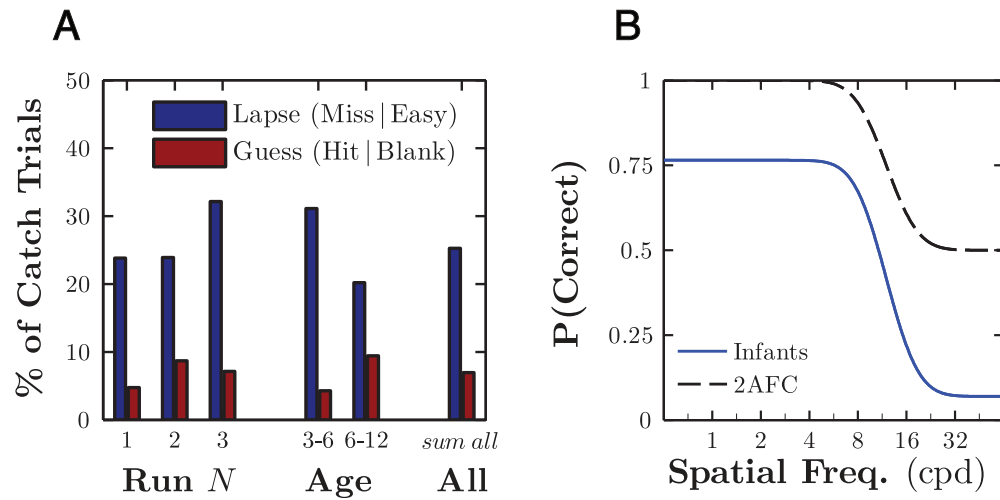 A
% of Catch Trials
50
40
30
20
10
0
Lapse (Miss|Easy)
Guess (Hit|Blank)
1 2 3 3-6 6-12 sum all
Run N Age All
B
P(Correct)
1
0.75
0.5
0.25
0
Infants
2AFC
1 2 4 8 16 32
Spatial Freq. (cpd)